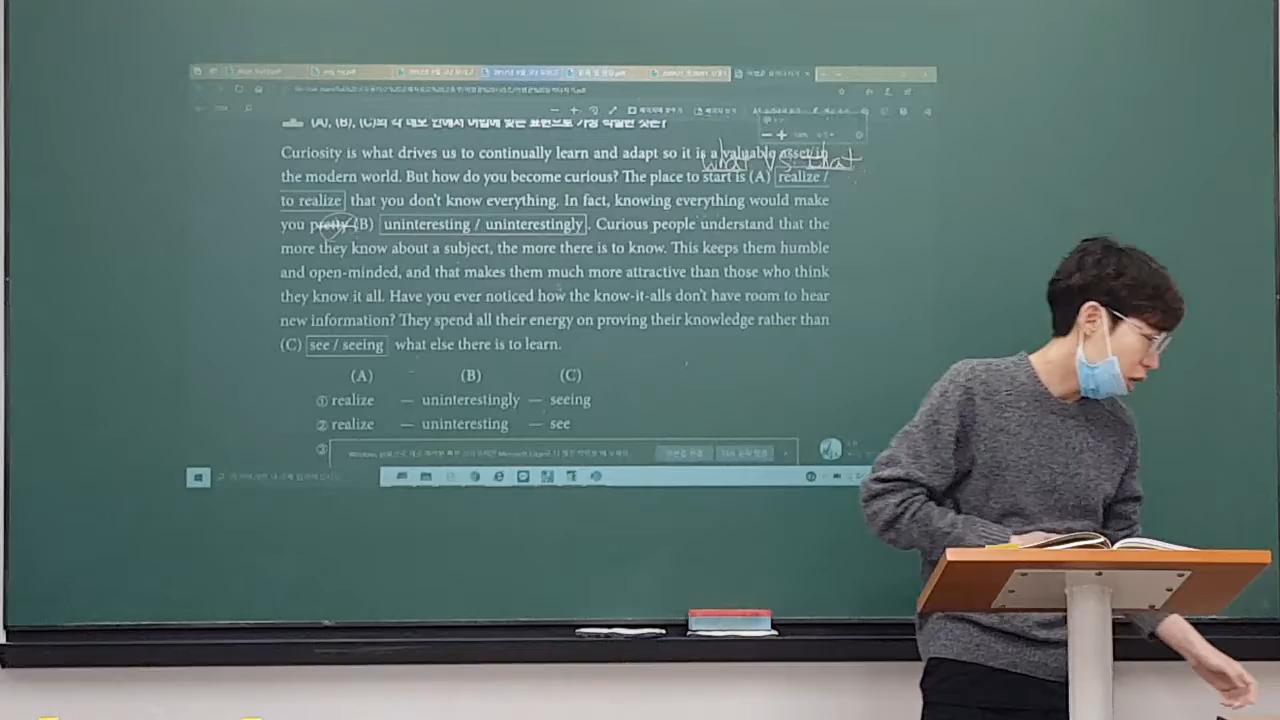 (A), (B), (C)의 각 네모 안에서 어법에 맞는 표현으로 가장 적절한 것은?
what vs that
Curiosity is what drives us to continually learn and adapt so it is a valuable asset in
the modern world. But how do you become curious? The place to start is (A) realize /
to realize that you don't know everything. In fact, knowing everything would make
you pretty (B) uninteresting / uninterestingly. Curious people understand that the
more they know about a subject, the more there is to know. This keeps them humble
and open-minded, and that makes them much more attractive than those who think
they know it all. Have you ever noticed how the know-it-alls don't have room to hear
new information? They spend all their energy on proving their knowledge rather than
(C) see / seeing what else there is to learn.
(A) (B) (C)
① realize — uninterestingly — seeing
② realize — uninteresting — see
③